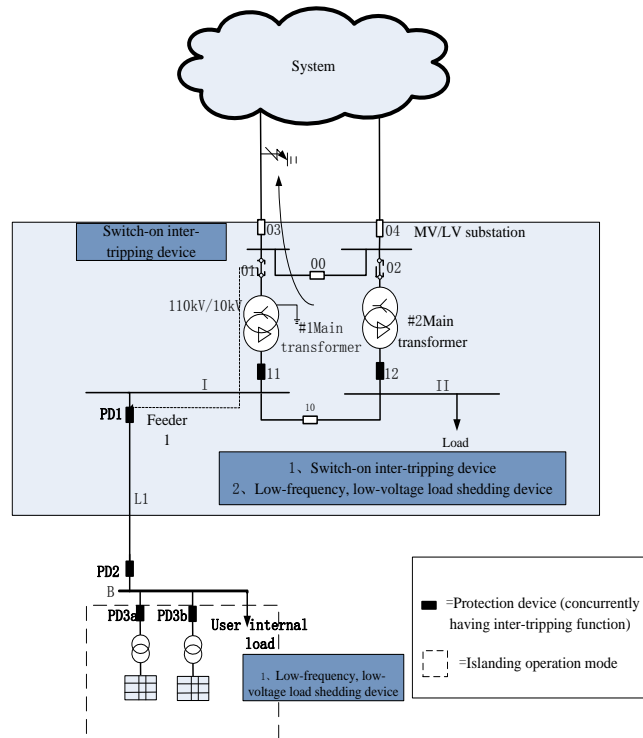 System
03
04
MV/LV substation
Switch-on inter-
tripping device
00
01
02
110kV/10kV
#1Main
transformer
#2Main
transformer
11
12
I
II
10
PD1
Feeder
1
Load
1、Switch-on inter-tripping device
2、Low-frequency, low-voltage load shedding device
L1
PD2
B
PD3a
PD3b
User internal
load
1、Low-frequency, low-
voltage load shedding device
=Protection device (concurrently
having inter-tripping function)
=Islanding operation mode